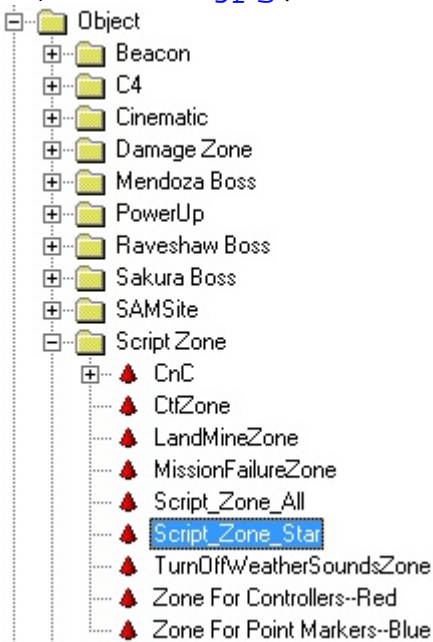 Object
Beacon
C4
Cinematic
Damage Zone
Mendoza Boss
PowerUp
Raveshaw Boss
Sakura Boss
SAMSite
Script Zone
CnC
CtfZone
LandMineZone
MissionFailureZone
Script_Zone_All
Script_Zone_Star
TurnOffWeatherSoundsZone
Zone For Controllers--Red
Zone For Point Markers--Blue